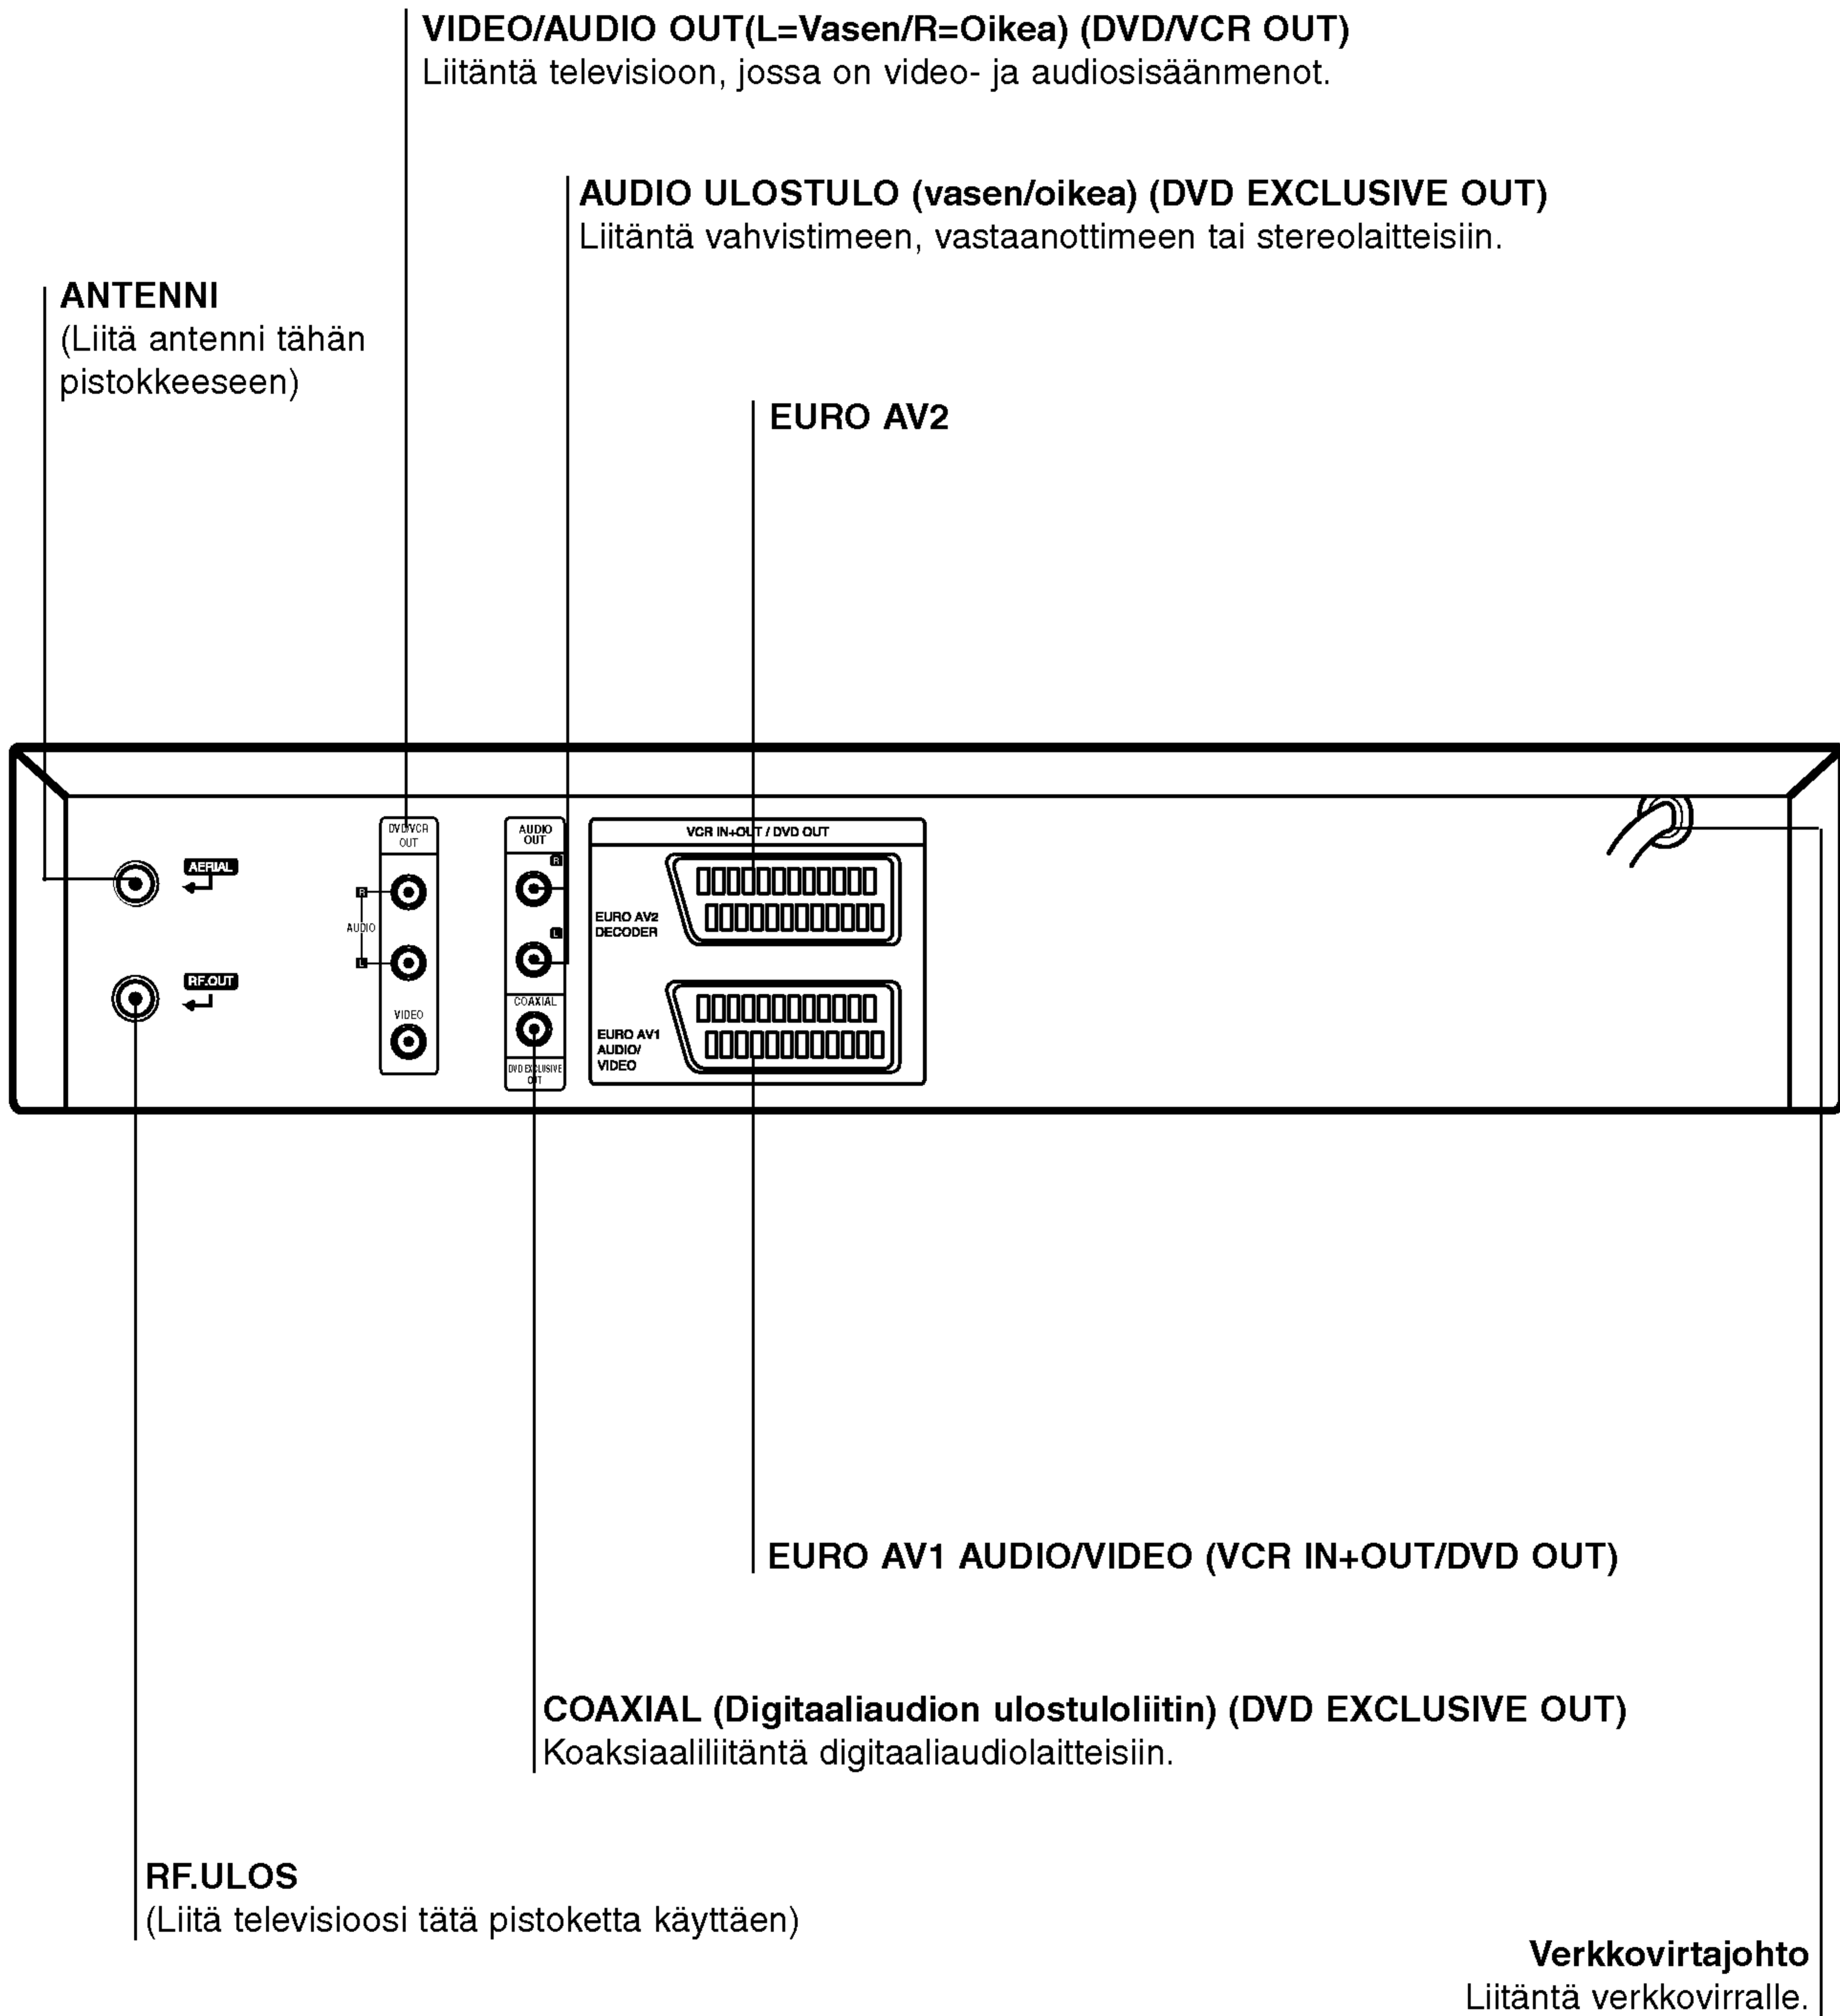 VIDEO/AUDIO OUT(L=Vasen/R=Oikea) (DVD/VCR OUT)
Liitäntä televisioon, jossa on video- ja audiosisäänmenot.
AUDIO ULOSTULO (vasen/oikea) (DVD EXCLUSIVE OUT)
Liitäntä vahvistimeen, vastaanottimeen tai stereolaitteisiin.
ANTENNI
(Liitä antenni tähän
pistokkeeseen)
EURO AV2
AERIAL
RF.OUT
DVD/VCR
OUT
R
AUDIO
L
VIDEO
AUDIO
OUT
R
L
COAXIAL
DVD EXCLUSIVE
OUT
VCR IN+OUT / DVD OUT
EURO AV2
DECODER
EURO AV1
AUDIO/
VIDEO
EURO AV1 AUDIO/VIDEO (VCR IN+OUT/DVD OUT)
COAXIAL (Digitaaliaudion ulostuloliitin) (DVD EXCLUSIVE OUT)
Koaksiaaliliitäntä digitaaliaudiolaitteisiin.
RF.ULOS
(Liitä televisioosi tätä pistoketta käyttäen)
Verkkovirtajohto
Liitäntä verkkovirralle.